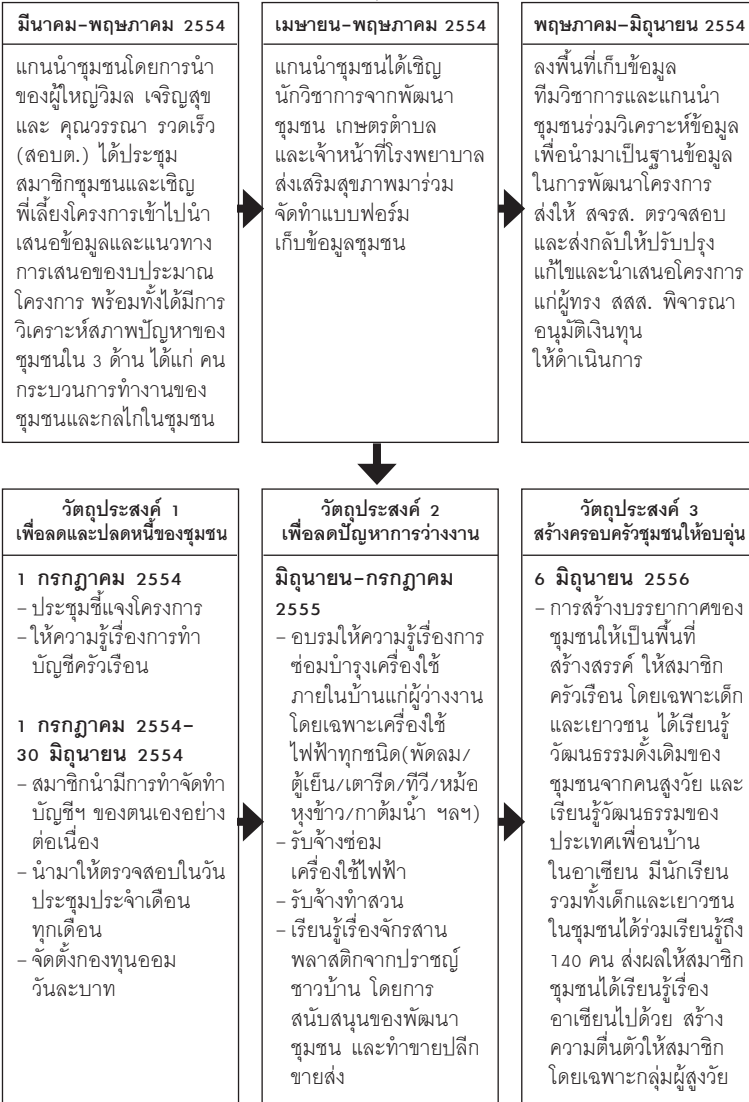 มีนาคม–พฤษภาคม 2554
แกนนำชุมชนโดยการนำ
ของผู้ใหญ่วิมล เจริญสุข
และ คุณวรรณา รวดเร็ว
(สอบต.) ได้ประชุม
สมาชิกชุมชนและเชิญ
พี่เลี้ยงโครงการเข้าไปนำ
เสนอข้อมูลและแนวทาง
การเสนอของบประมาณ
โครงการ พร้อมทั้งได้มีการ
วิเคราะห์สภาพปัญหาของ
ชุมชนใน 3 ด้าน ได้แก่ คน
กระบวนการทำงานของ
ชุมชนและกลไกในชุมชน
เมษายน–พฤษภาคม 2554
แกนนำชุมชนได้เชิญ
นักวิชาการจากพัฒนา
ชุมชน เกษตรตำบล
และเจ้าหน้าที่โรงพยาบาล
ส่งเสริมสุขภาพมาร่วม
จัดทำแบบฟอร์ม
เก็บข้อมูลชุมชน
พฤษภาคม–มิถุนายน 2554
ลงพื้นที่เก็บข้อมูล
ทีมวิชาการและแกนนำ
ชุมชนร่วมวิเคราะห์ข้อมูล
เพื่อนำมาเป็นฐานข้อมูล
ในการพัฒนาโครงการ
ส่งให้ สจรส. ตรวจสอบ
และส่งกลับให้ปรับปรุง
แก้ไขและนำเสนอโครงการ
แก่ผู้ทรง สสส. พิจารณา
อนุมัติเงินทุน
ให้ดำเนินการ
วัตถุประสงค์ 1
เพื่อลดและปลดหนี้ของชุมชน
1 กรกฎาคม 2554
– ประชุมชี้แจงโครงการ
– ให้ความรู้เรื่องการทำ
บัญชีครัวเรือน
1 กรกฎาคม 2554–
30 มิถุนายน 2554
– สมาชิกนำมีการทำจัดทำ
บัญชีฯ ของตนเองอย่าง
ต่อเนื่อง
– นำมาให้ตรวจสอบในวัน
ประชุมประจำเดือน
ทุกเดือน
– จัดตั้งกองทุนออม
วันละบาท
วัตถุประสงค์ 2
เพื่อลดปัญหาการว่างงาน
มิถุนายน–กรกฎาคม
2555
– อบรมให้ความรู้เรื่องการ
ซ่อมบำรุงเครื่องใช้
ภายในบ้านแก่ผู้ว่างงาน
โดยเฉพาะเครื่องใช้
ไฟฟ้าทุกชนิด(พัดลม/
ตู้เย็น/เตารีด/ทีวี/หม้อ
หุงข้าว/กาต้มน้ำ ฯลฯ)
– รับจ้างซ่อม
เครื่องใช้ไฟฟ้า
– รับจ้างทำสวน
– เรียนรู้เรื่องจักรสาน
พลาสติกจากปราชญ์
ชาวบ้าน โดยการ
สนับสนุนของพัฒนา
ชุมชน และทำขายปลีก
ขายส่ง
วัตถุประสงค์ 3
สร้างครอบครัวชุมชนให้อบอุ่น
6 มิถุนายน 2556
– การสร้างบรรยากาศของ
ชุมชนให้เป็นพื้นที่
สร้างสรรค์ ให้สมาชิก
ครัวเรือน โดยเฉพาะเด็ก
และเยาวชน ได้เรียนรู้
วัฒนธรรมดั้งเดิมของ
ชุมชนจากคนสูงวัย และ
เรียนรู้วัฒนธรรมของ
ประเทศเพื่อนบ้าน
ในอาเซียน มีนักเรียน
รวมทั้งเด็กและเยาวชน
ในชุมชนได้ร่วมเรียนรู้ถึง
140 คน ส่งผลให้สมาชิก
ชุมชนได้เรียนรู้เรื่อง
อาเซียนไปด้วย สร้าง
ความตื่นตัวให้สมาชิก
โดยเฉพาะกลุ่มผู้สูงวัย